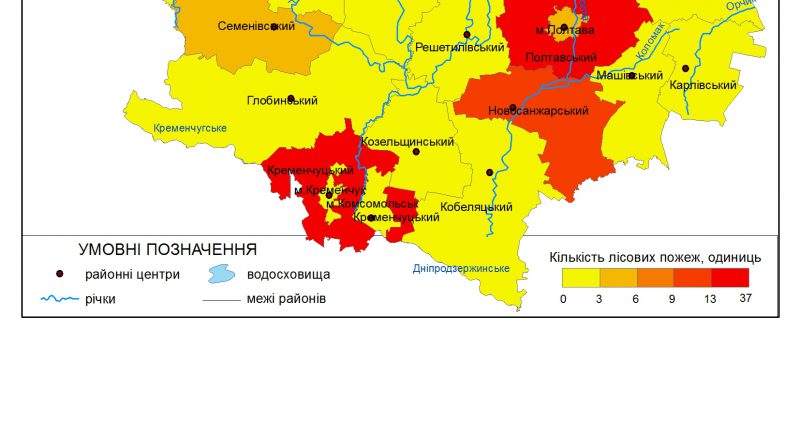 Орчик
Семенівський
м.Полтава
Коломак
Решетилівський
Полтавський
Машівський
Карлівський
Глобинський
Новосанжарський
Кременчугське
Козельщинський
Кременчуцький
м.Кременчук
м.Комсомольськ
Кременчуцький
Кобеляцький
Дніпродзержинське
УМОВНІ ПОЗНАЧЕННЯ
районні центри
водосховища
річки
межі районів
Кількість лісових пожеж, одиниць
0 3 6 9 13 37